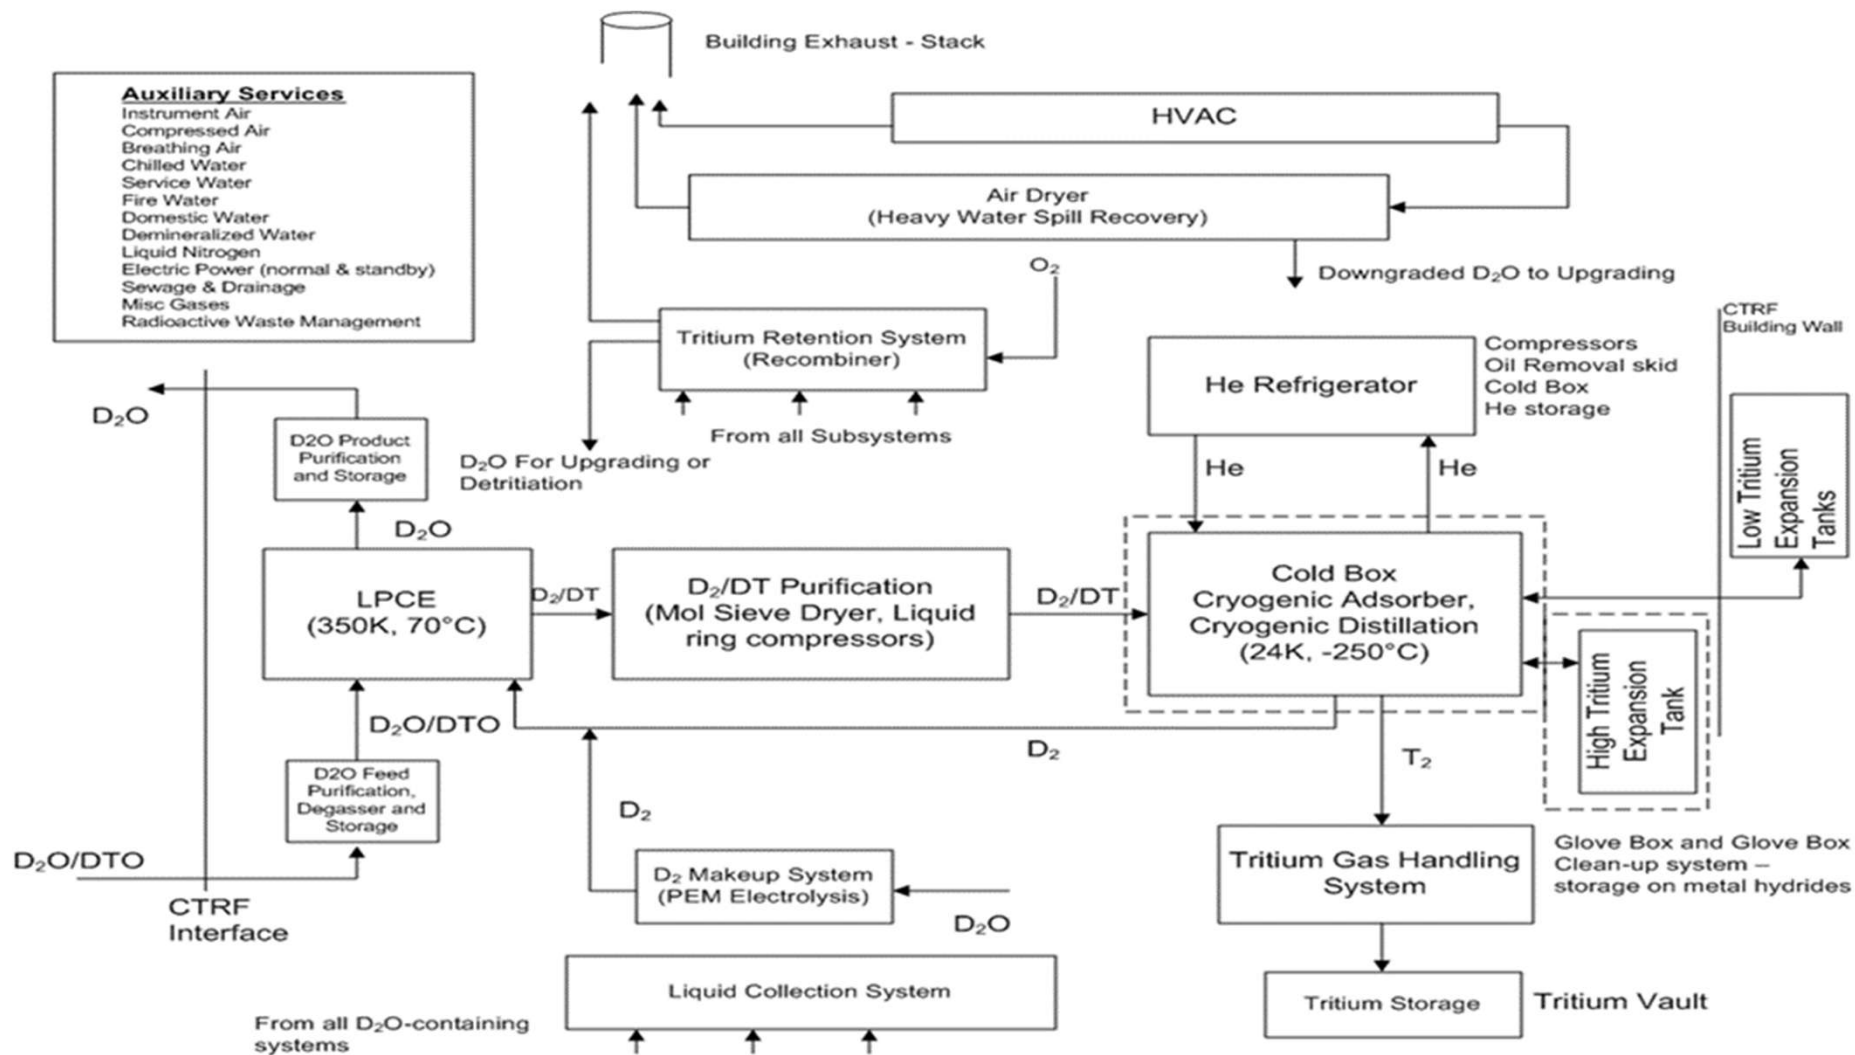 Building Exhaust - Stack
Auxiliary Services
Instrument Air
Compressed Air
Breathing Air
Chilled Water
Service Water
Fire Water
Domestic Water
Demineralized Water
Liquid Nitrogen
Electric Power (normal & standby)
Sewage & Drainage
Misc Gases
Radioactive Waste Management
HVAC
Air Dryer
(Heavy Water Spill Recovery)
O₂
Downgraded D₂O to Upgrading
Tritium Retention System
(Recombiner)
From all Subsystems
D₂O For Upgrading or
Detritiation
He Refrigerator
Compressors
Oil Removal skid
Cold Box
He storage
CTRF
Building Wall
Low Tritium
Expansion
Tanks
D₂O
D2O Product
Purification
and Storage
D₂O
He
He
LPCE
(350K, 70°C)
D₂/DT
D₂/DT Purification
(Mol Sieve Dryer, Liquid
ring compressors)
D₂/DT
Cold Box
Cryogenic Adsorber,
Cryogenic Distillation
(24K, -250°C)
High Tritium
Expansion
Tank
D₂O/DTO
D₂
T₂
D2O Feed
Purification,
Degasser and
Storage
D₂O/DTO
CTRF
Interface
D₂
D₂ Makeup System
(PEM Electrolysis)
D₂O
Tritium Gas Handling
System
Glove Box and Glove Box
Clean-up system –
storage on metal hydrides
Liquid Collection System
From all D₂O-containing
systems
Tritium Storage
Tritium Vault